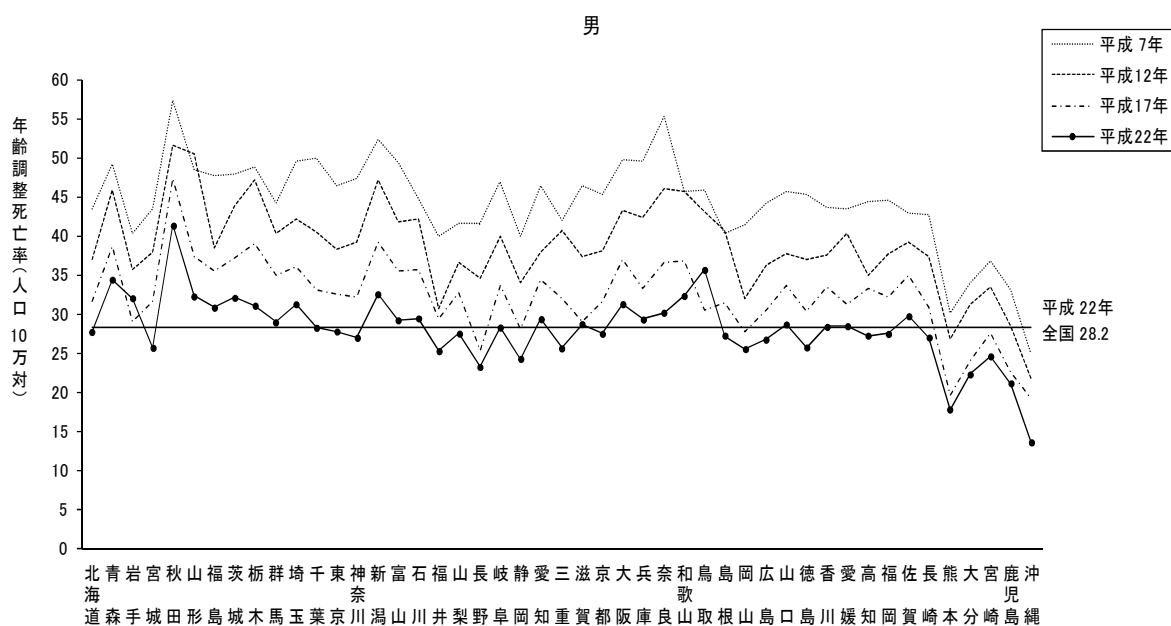 男
平成 7年
平成12年
平成17年
平成22年
年齢調整死亡率（人口 10万対）
60
55
50
45
40
35
30
25
20
15
10
5
0
平成 22年
全国 28.2
北海道
青森
岩手
宮城
秋田
山形
福島
茨城
栃木
群馬
埼玉
千葉
東京
神奈川
新潟
富山
石川
福井
山梨
長野
岐阜
静岡
愛知
三重
滋賀
京都
大阪
兵庫
奈良
和歌山
鳥取
島根
岡山
広島
山口
徳島
香川
愛媛
高知
福岡
佐賀
長崎
熊本
大分
宮崎
鹿児島
沖縄